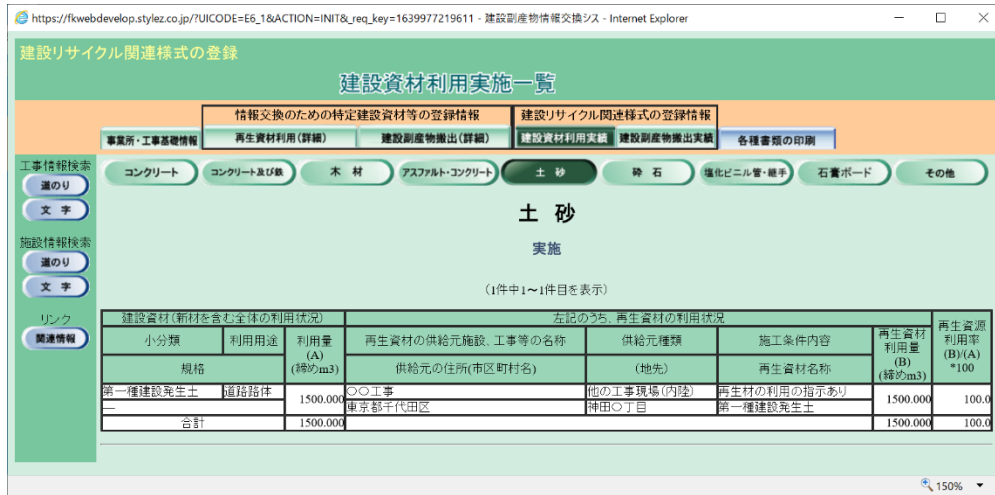 https://fkwebdevelop.stylez.co.jp/?UICODE=E6_1&ACTION=INIT&_req_key=1639977219611 - 建設副産物情報交換シス - Internet Explorer
建設リサイクル関連様式の登録
建設資材利用実施一覧
情報交換のための特定建設資材等の登録情報
建設リサイクル関連様式の登録情報
事業所・工事基礎情報
再生資材利用(詳細)
建設副産物搬出(詳細)
建設資材利用実績
建設副産物搬出実績
各種書類の印刷
工事情報検索
道のり
文 字
施設情報検索
道のり
文 字
リンク
関連情報
コンクリート
コンクリート及び鉄
木 材
アスファルト・コンクリート
土 砂
砕 石
塩化ビニル管・継手
石膏ボード
その他
土 砂
実施
(1件中1～1件目を表示)
建設資材(新材を含む全体の利用状況)
左記のうち、再生資材の利用状況
再生資源利用率
(B)/(A)
*100
小分類
利用用途
利用量
(A)
(締めm3)
再生資材の供給元施設、工事等の名称
供給元種類
施工条件内容
再生資材利用量
(B)
(締めm3)
規格
供給元の住所(市区町村名)
(地先)
再生資材名称
第一種建設発生土
道路路体
1500.000
〇〇工事
他の工事現場(内陸)
再生材の利用の指示あり
1500.000
100.0
―
東京都千代田区
神田〇丁目
第一種建設発生土
合計
1500.000
1500.000
100.0
150%